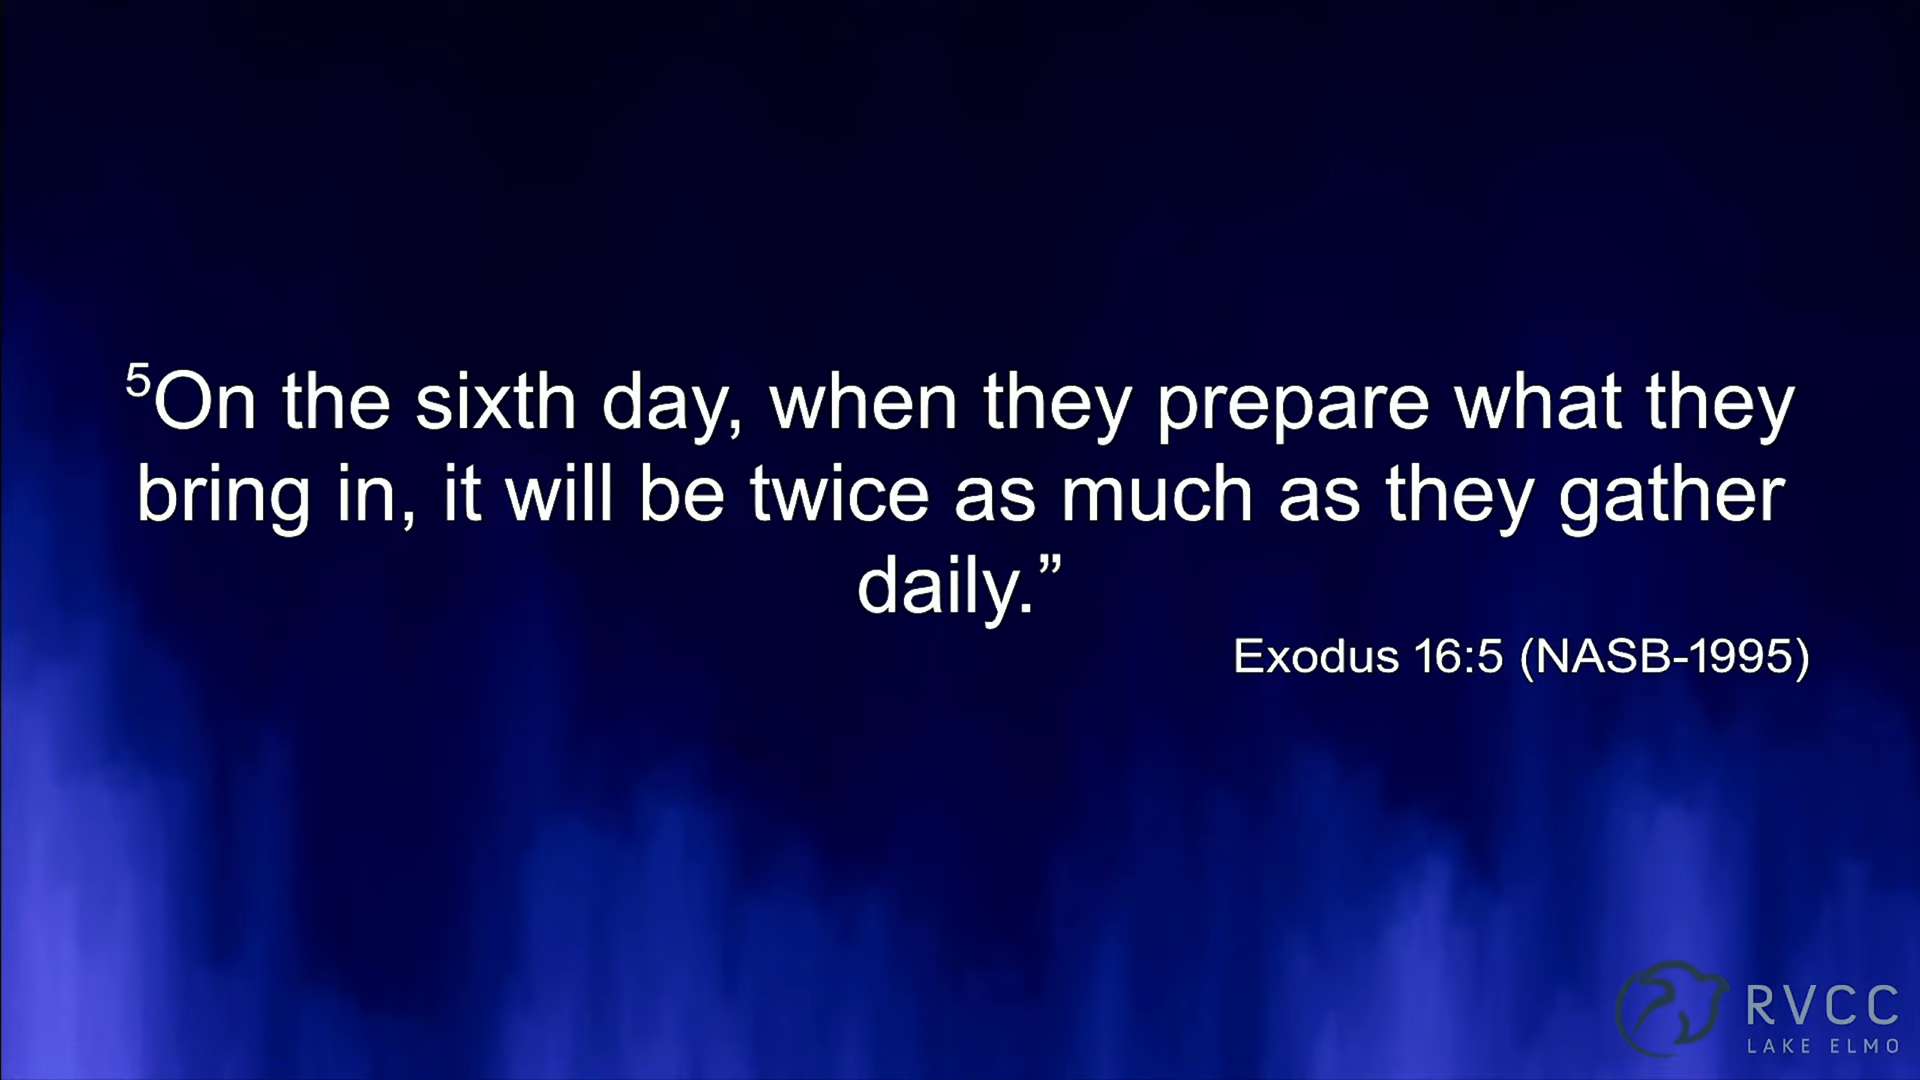 ⁵On the sixth day, when they prepare what they
bring in, it will be twice as much as they gather
daily.”
Exodus 16:5 (NASB-1995)
RVCC
LAKE ELMO